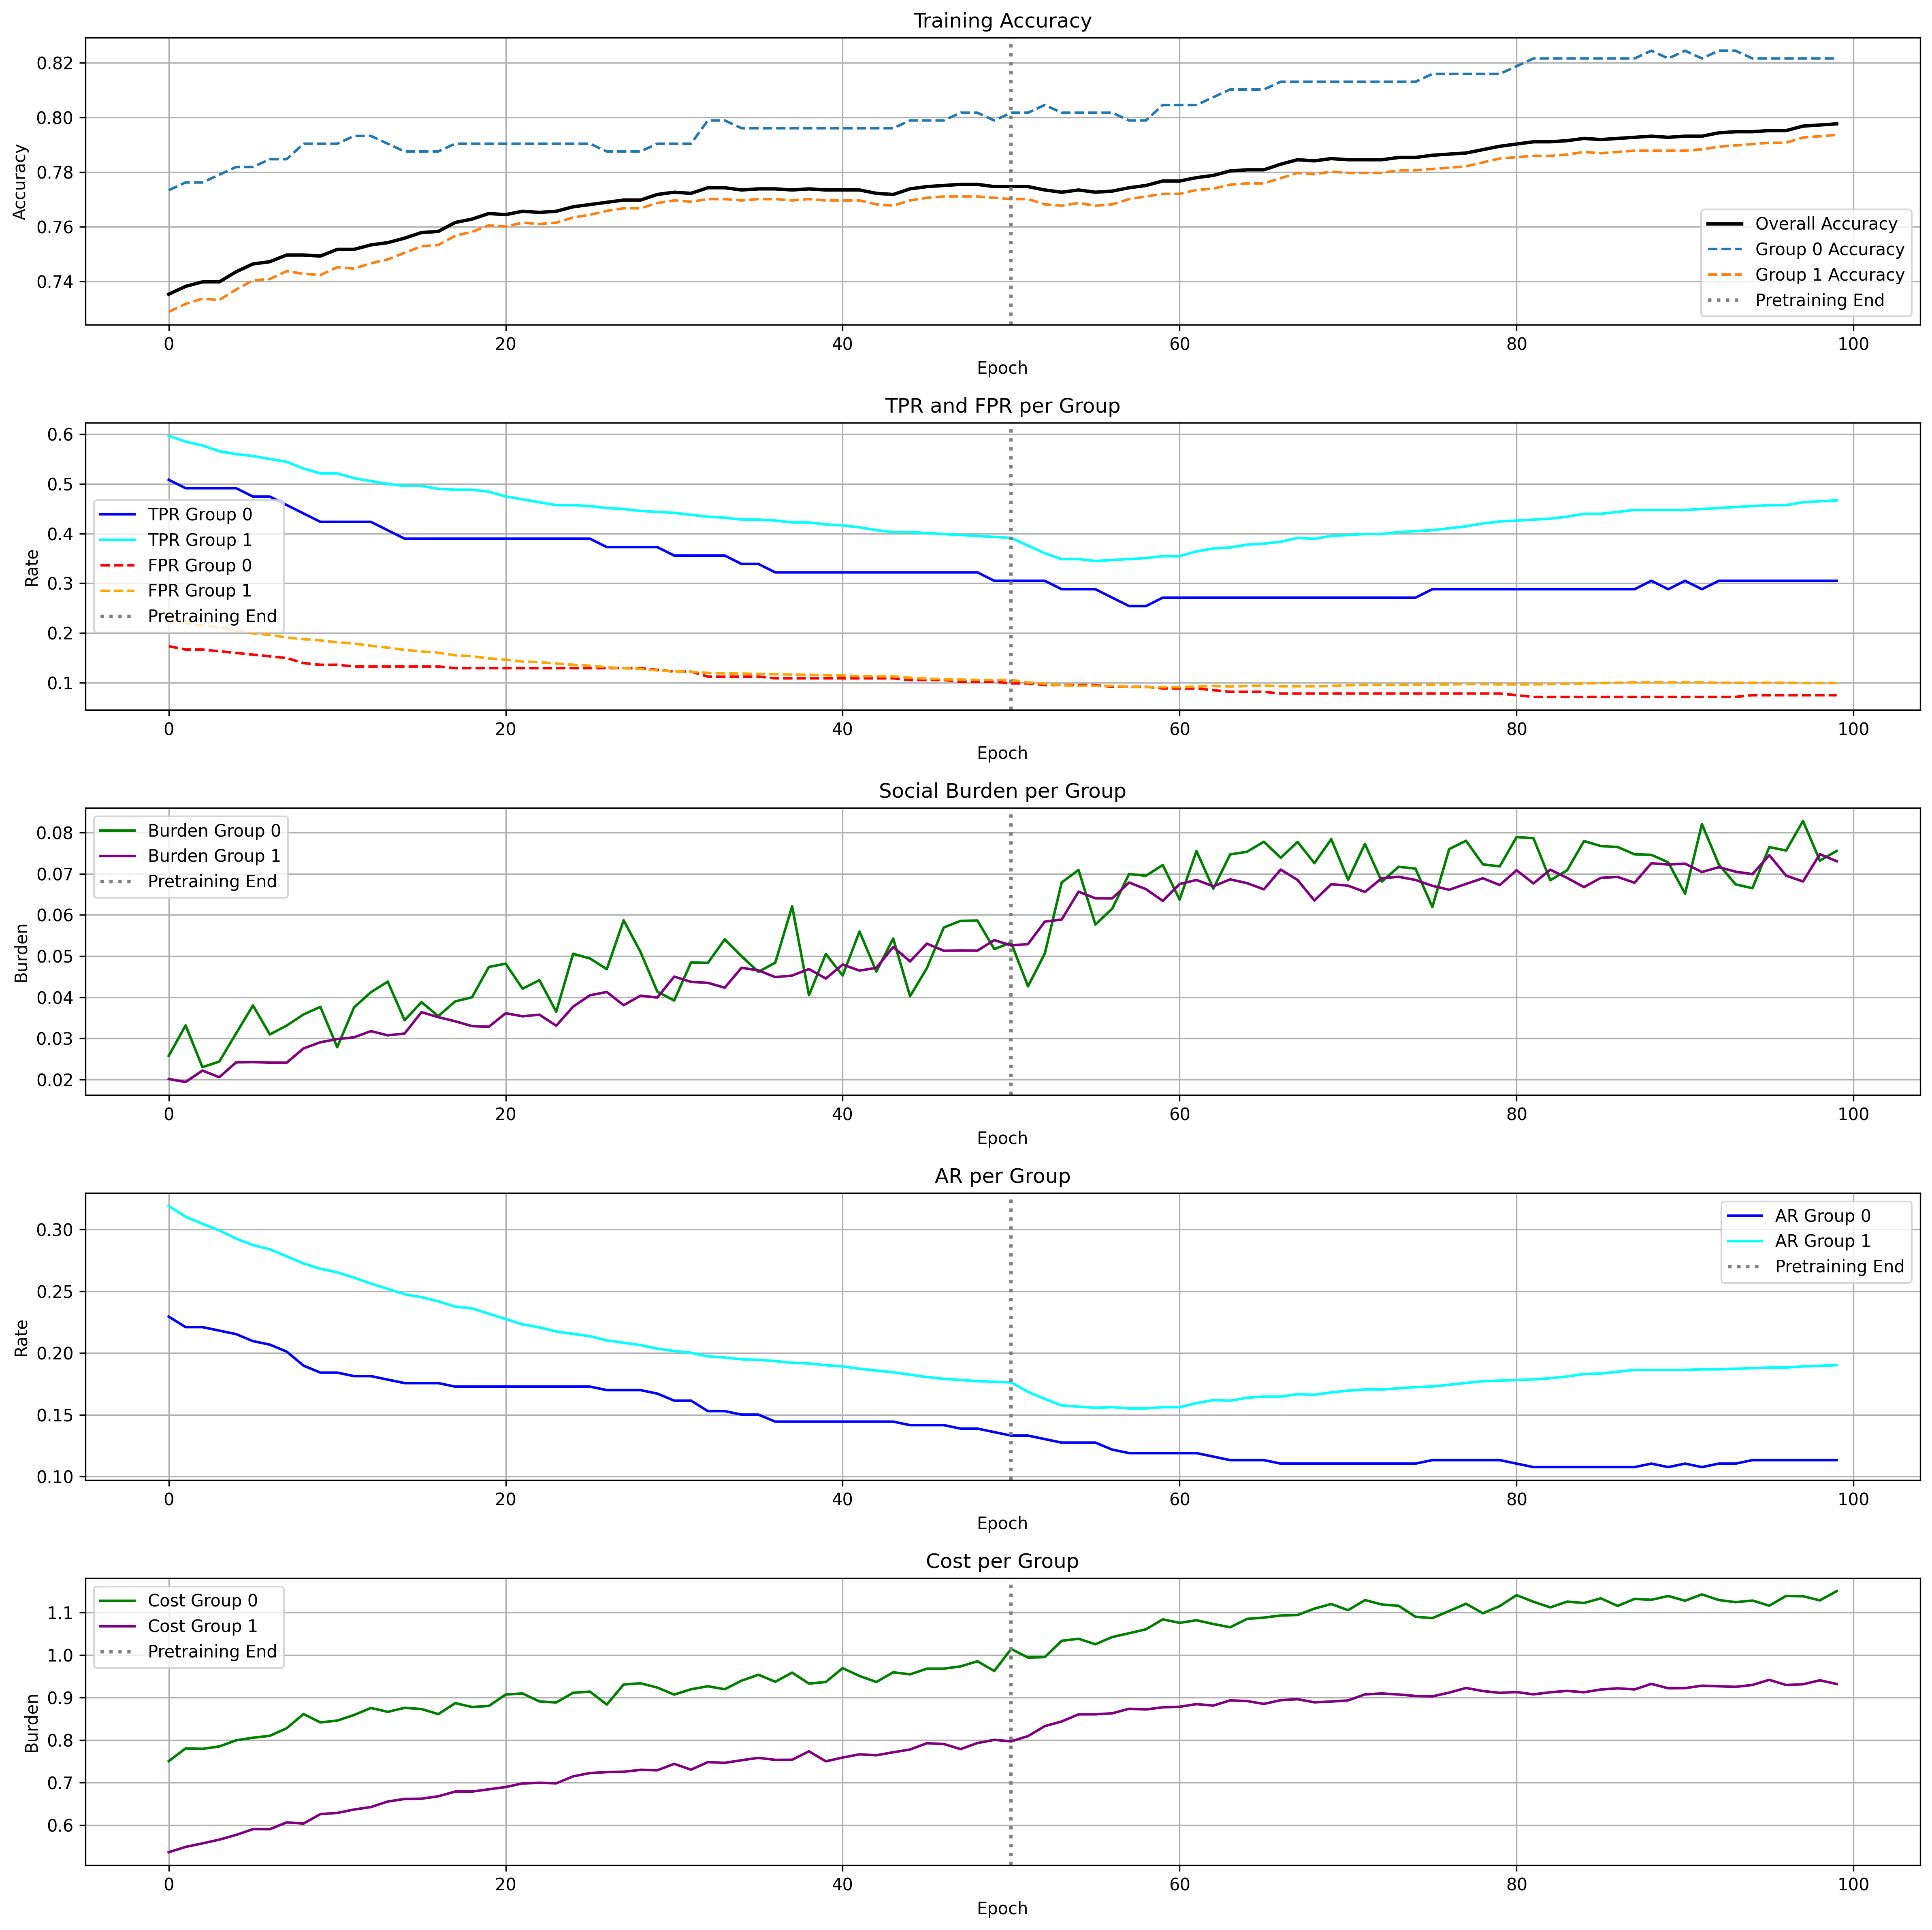 Training Accuracy
Accuracy
0.82
0.80
0.78
0.76
0.74
Overall Accuracy
Group 0 Accuracy
Group 1 Accuracy
Pretraining End
0 20 40 60 80 100
Epoch
TPR and FPR per Group
Rate
0.6
0.5
0.4
0.3
0.2
0.1
TPR Group 0
TPR Group 1
FPR Group 0
FPR Group 1
Pretraining End
0 20 40 60 80 100
Epoch
Social Burden per Group
Burden
0.08
0.07
0.06
0.05
0.04
0.03
0.02
Burden Group 0
Burden Group 1
Pretraining End
0 20 40 60 80 100
Epoch
AR per Group
Rate
0.30
0.25
0.20
0.15
0.10
AR Group 0
AR Group 1
Pretraining End
0 20 40 60 80 100
Epoch
Cost per Group
Burden
1.1
1.0
0.9
0.8
0.7
0.6
Cost Group 0
Cost Group 1
Pretraining End
0 20 40 60 80 100
Epoch